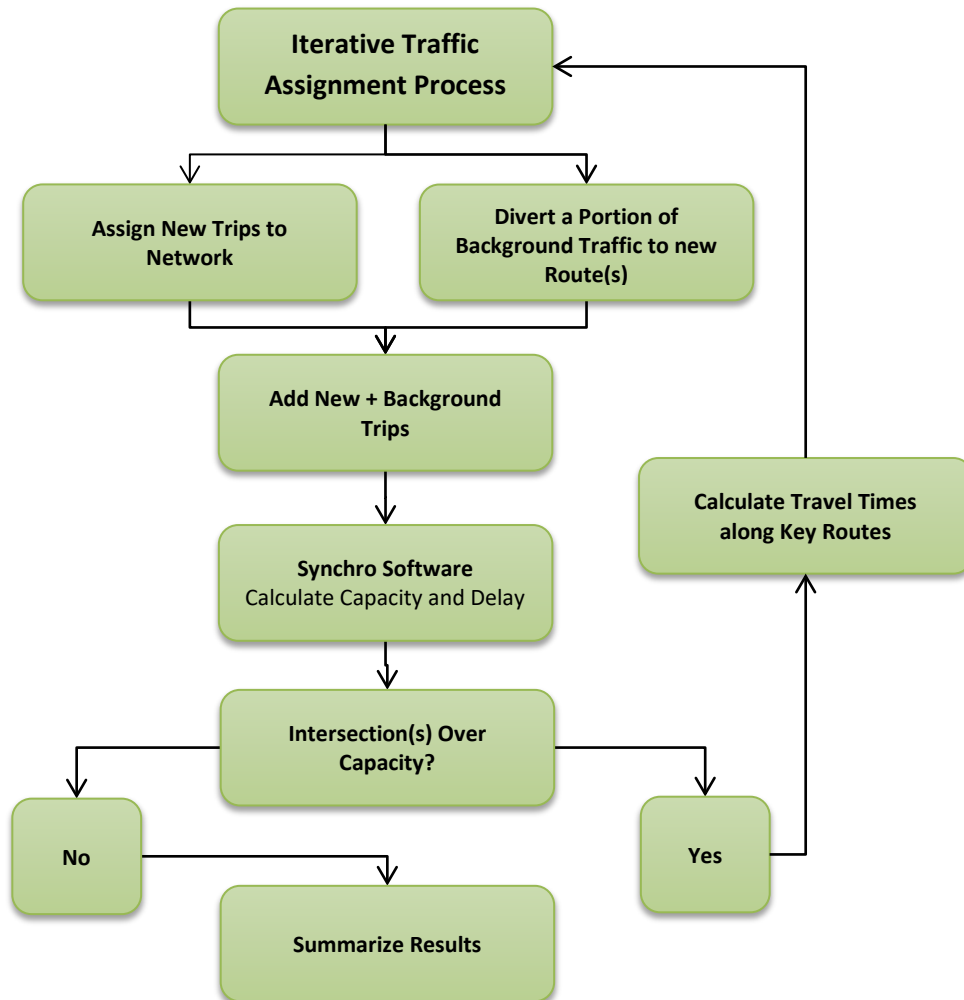 Iterative Traffic
Assignment Process
Assign New Trips to
Network
Divert a Portion of
Background Traffic to new
Route(s)
Add New + Background
Trips
Calculate Travel Times
along Key Routes
Synchro Software
Calculate Capacity and Delay
Intersection(s) Over
Capacity?
No
Yes
Summarize Results